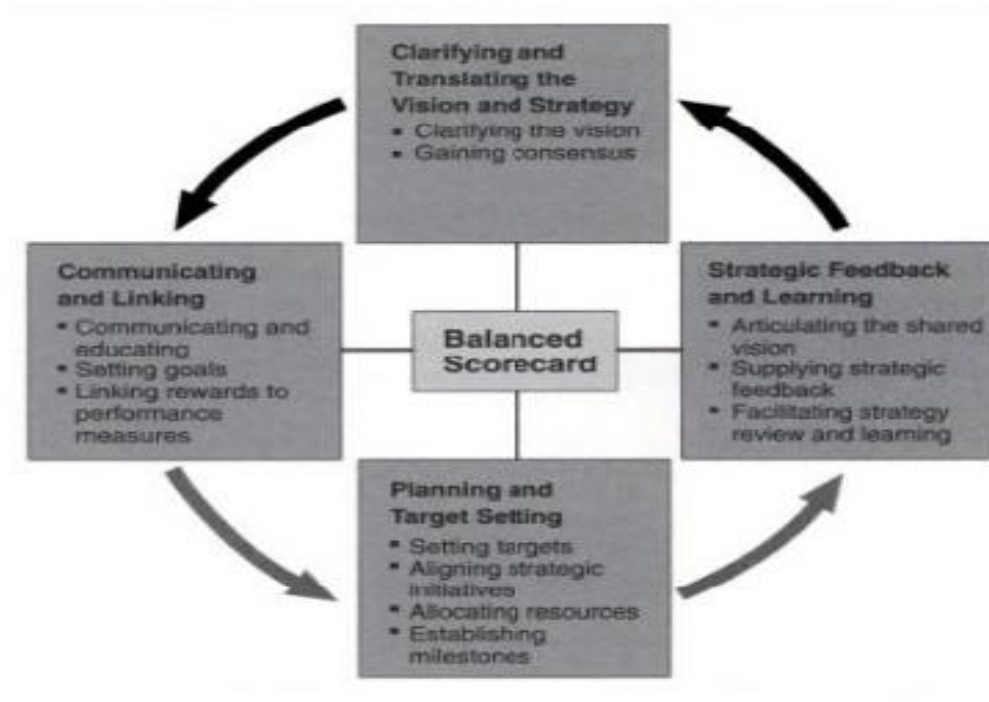 Clarifying and
Translating the
Vision and Strategy
▪ Clarifying the vision
▪ Gaining consensus
Communicating
and Linking
▪ Communicating and
educating
▪ Setting goals
▪ Linking rewards to
performance
measures
Balanced
Scorecard
Strategic Feedback
and Learning
▪ Articulating the shared
vision
▪ Supplying strategic
feedback
▪ Facilitating strategy
review and learning
Planning and
Target Setting
▪ Setting targets
▪ Aligning strategic
initiatives
▪ Allocating resources
▪ Establishing
milestones